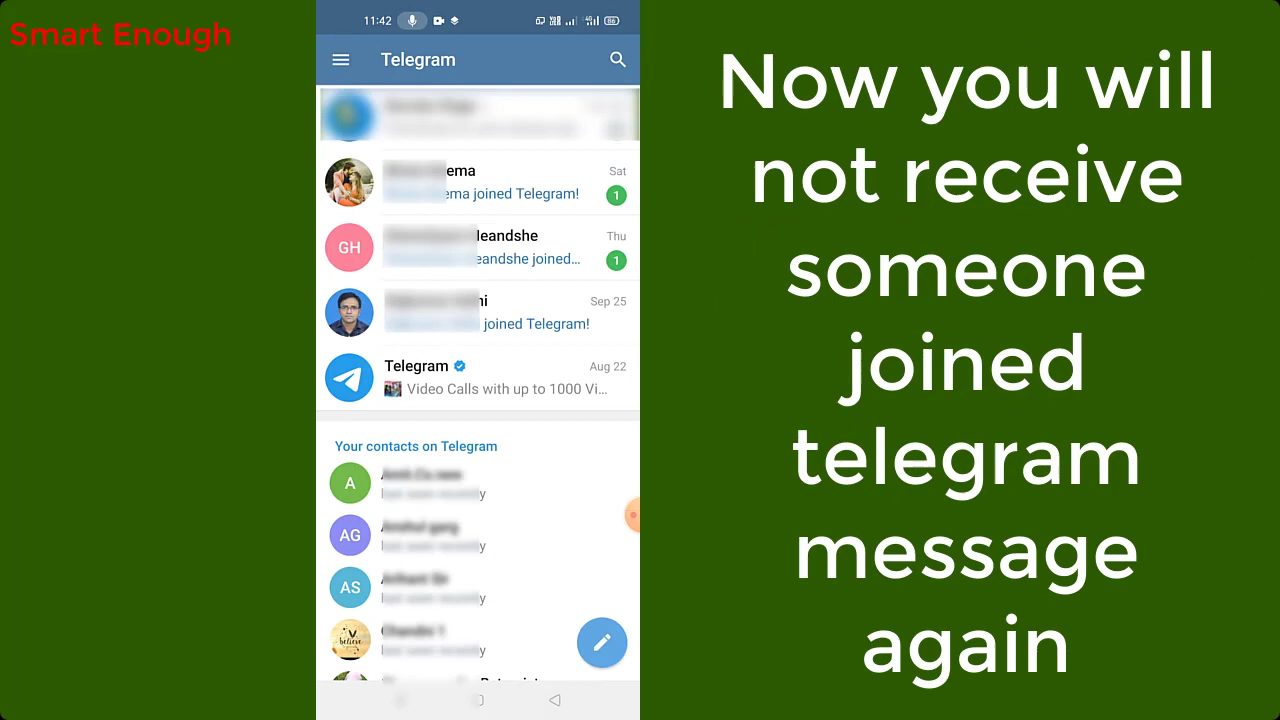 Smart Enough
11:42
Telegram
ema
Sat
ema joined Telegram!
1
GH
leandshe
Thu
eandshe joined…
1
ni
Sep 25
joined Telegram!
Telegram
Aug 22
Video Calls with up to 1000 Vi…
Your contacts on Telegram
A
AG
AS
Now you will
not receive
someone
joined
telegram
message
again